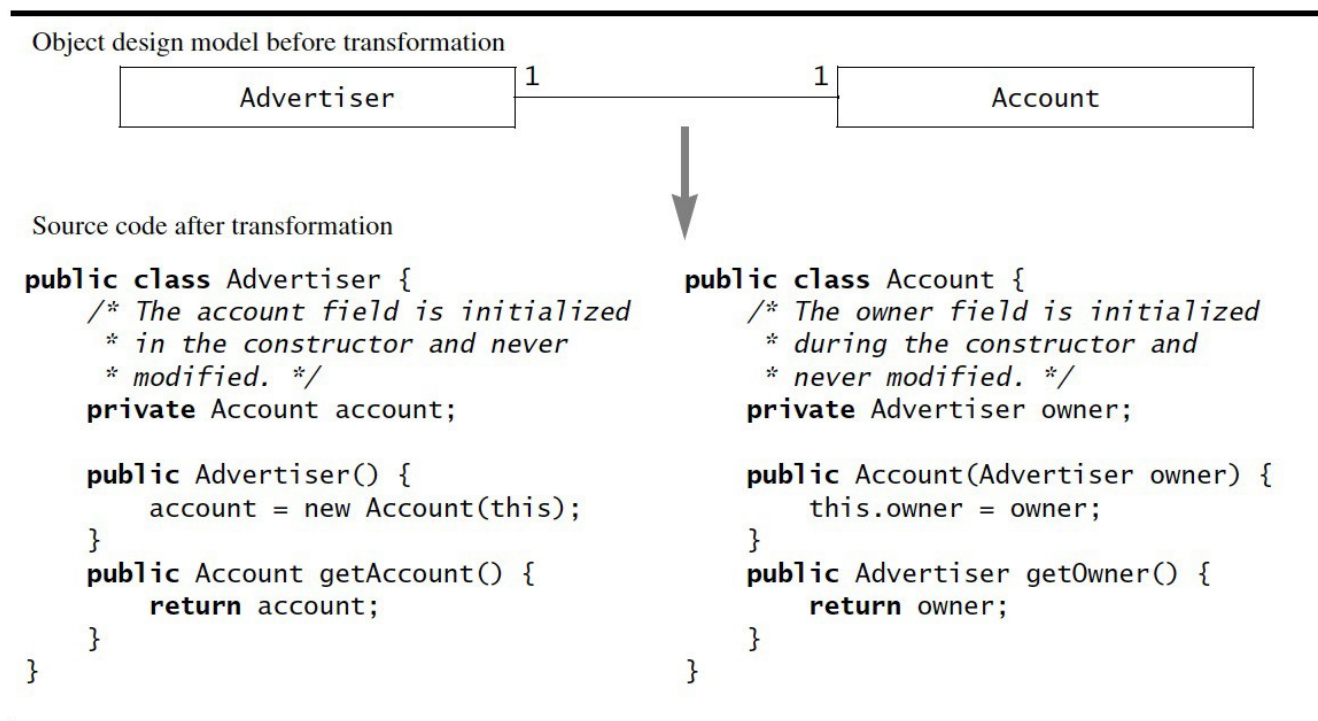 Object design model before transformation
Advertiser
1
1
Account
Source code after transformation
public class Advertiser {
    /* The account field is initialized
     * in the constructor and never
     * modified. */
    private Account account;
    public Advertiser() {
        account = new Account(this);
    }
    public Account getAccount() {
        return account;
    }
}
public class Account {
    /* The owner field is initialized
     * during the constructor and
     * never modified. */
    private Advertiser owner;
    public Account(Advertiser owner) {
        this.owner = owner;
    }
    public Advertiser getOwner() {
        return owner;
    }
}